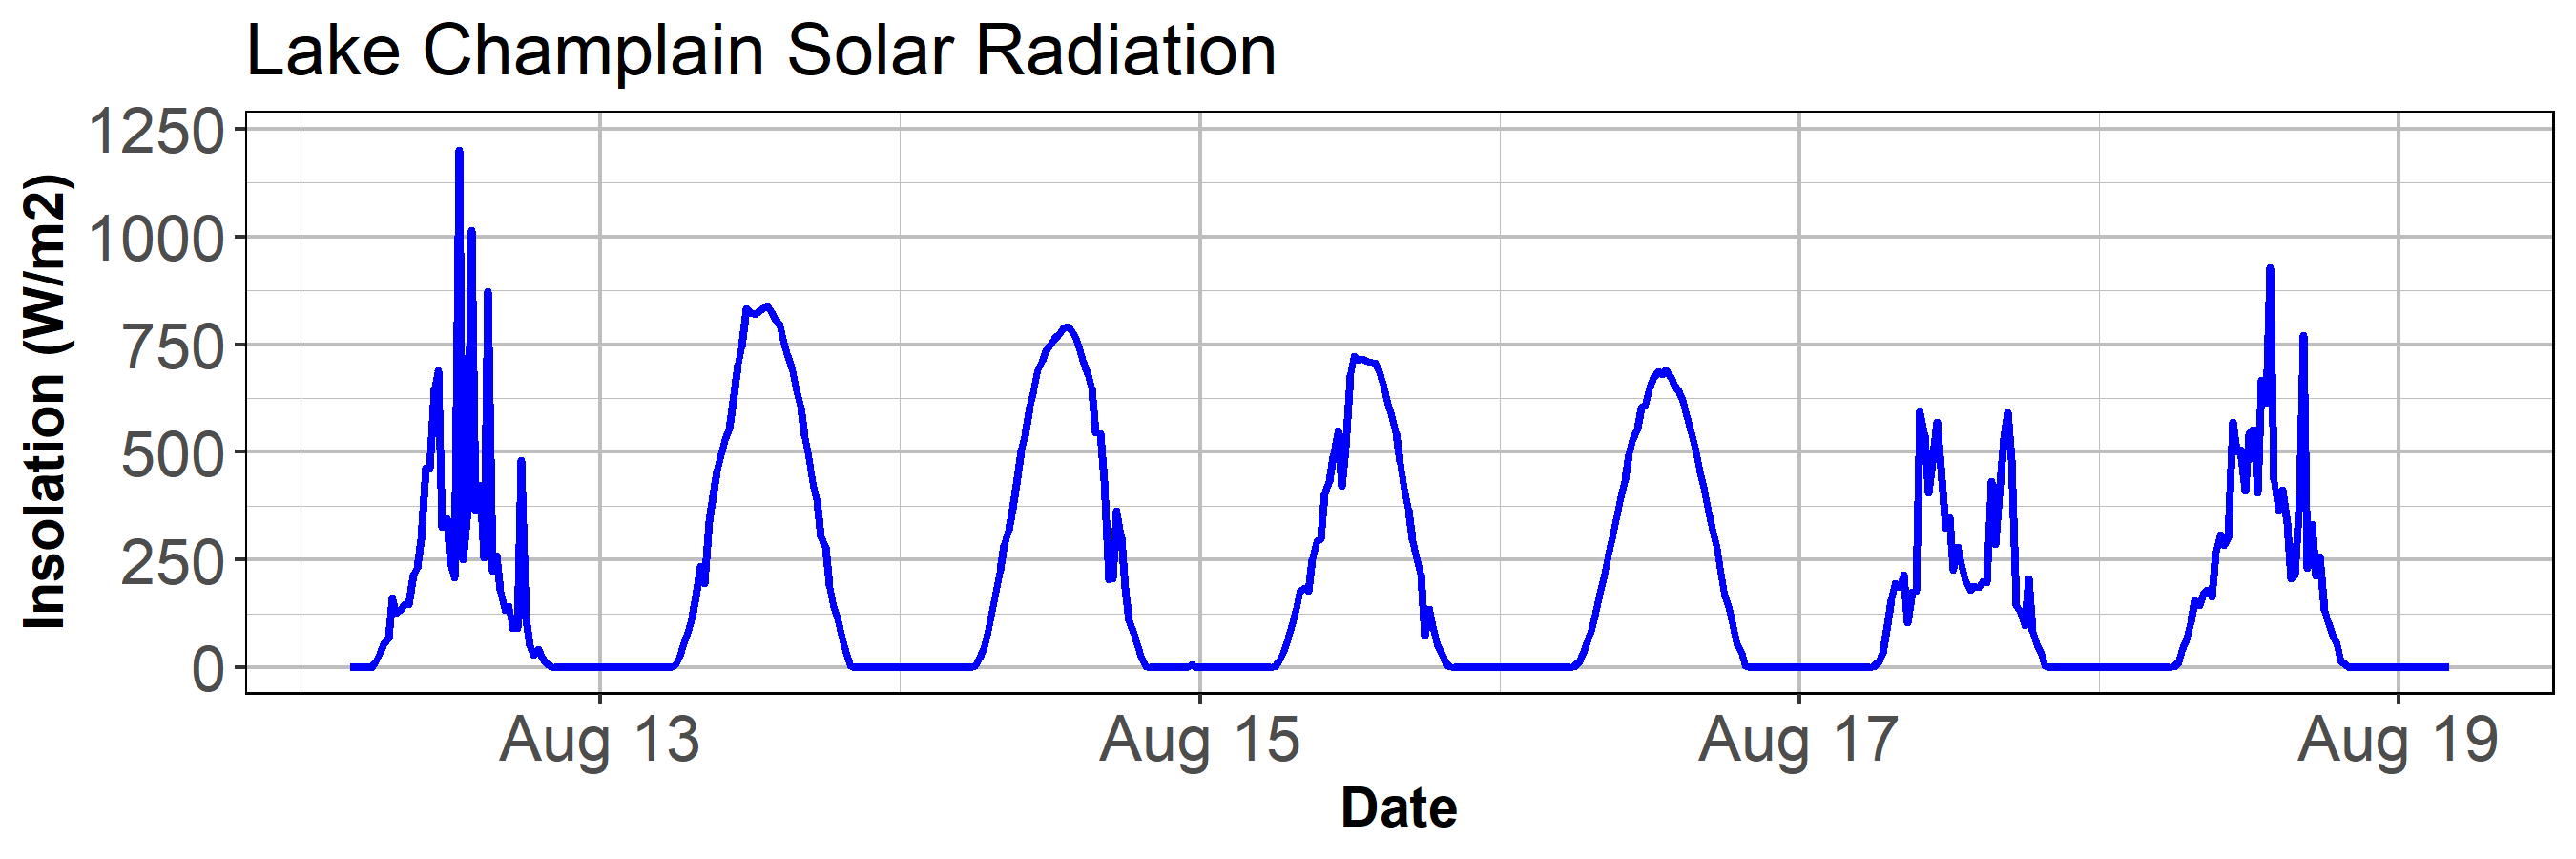 Lake Champlain Solar Radiation
Insolation (W/m2)
1250
1000
750
500
250
0
Aug 13 Aug 15 Aug 17 Aug 19
Date